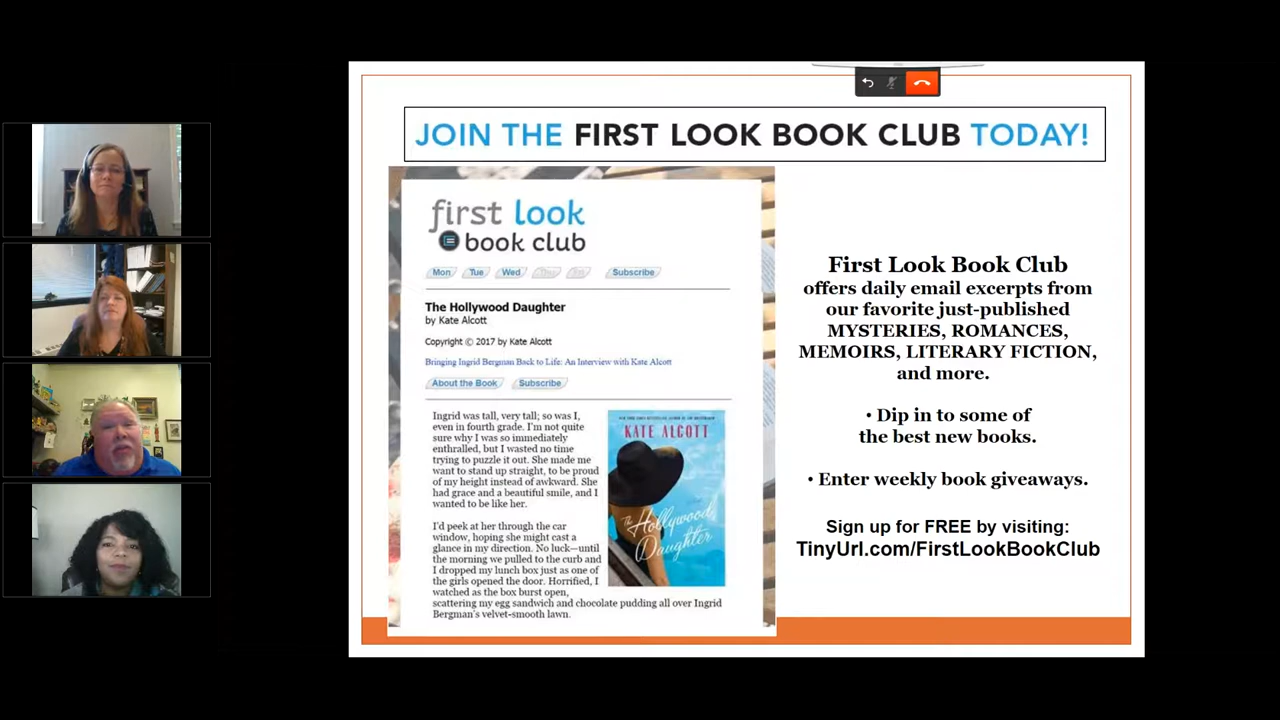 JOIN THE FIRST LOOK BOOK CLUB TODAY!
first look
book club
Mon Tue Wed Thu Fri Subscribe
The Hollywood Daughter
by Kate Alcott
Copyright © 2017 by Kate Alcott
Bringing Ingrid Bergman Back to Life: An Interview with Kate Alcott
About the Book Subscribe
Ingrid was tall, very tall; so was I,
even in fourth grade. I'm not quite
sure why I was so immediately
enthralled, but I wasted no time
trying to puzzle it out. She made me
want to stand up straight, to be proud
of my height instead of awkward. She
had grace and a beautiful smile, and I
wanted to be like her.
I'd peek at her through the car
window, hoping she might cast a
glance in my direction. No luck—until
the morning we pulled to the curb and
I dropped my lunch box just as one of
the girls opened the door. Horrified, I
watched as the box burst open,
scattering my egg sandwich and chocolate pudding all over Ingrid
Bergman's velvet-smooth lawn.
KATE ALCOTT
The
Hollywood
Daughter
First Look Book Club
offers daily email excerpts from
our favorite just-published
MYSTERIES, ROMANCES,
MEMOIRS, LITERARY FICTION,
and more.
• Dip in to some of
the best new books.
• Enter weekly book giveaways.
Sign up for FREE by visiting:
TinyUrl.com/FirstLookBookClub